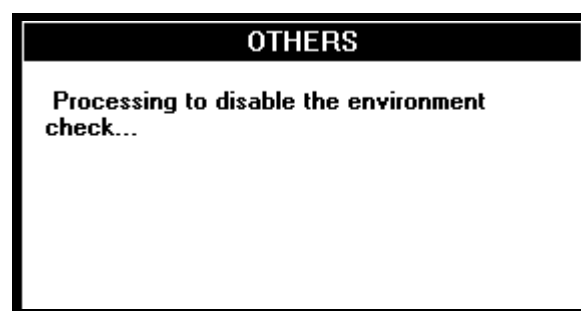 OTHERS
Processing to disable the environment
check...